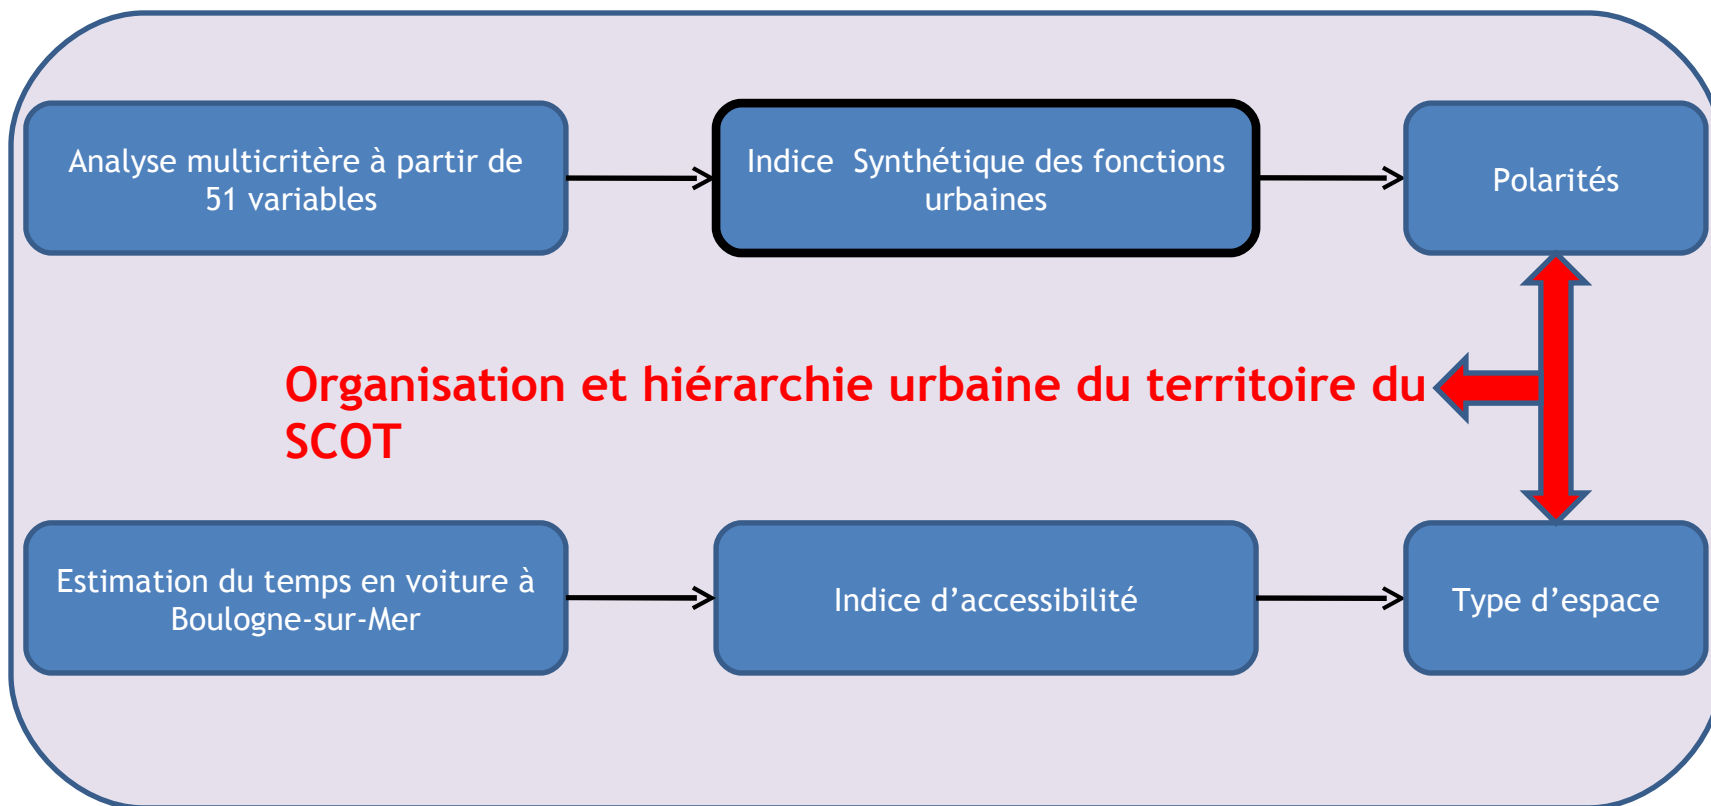 Analyse multicritère à partir de
51 variables
Indice  Synthétique des fonctions
urbaines
Polarités
Organisation et hiérarchie urbaine du territoire du
SCOT
Estimation du temps en voiture à
Boulogne-sur-Mer
Indice d’accessibilité
Type d’espace